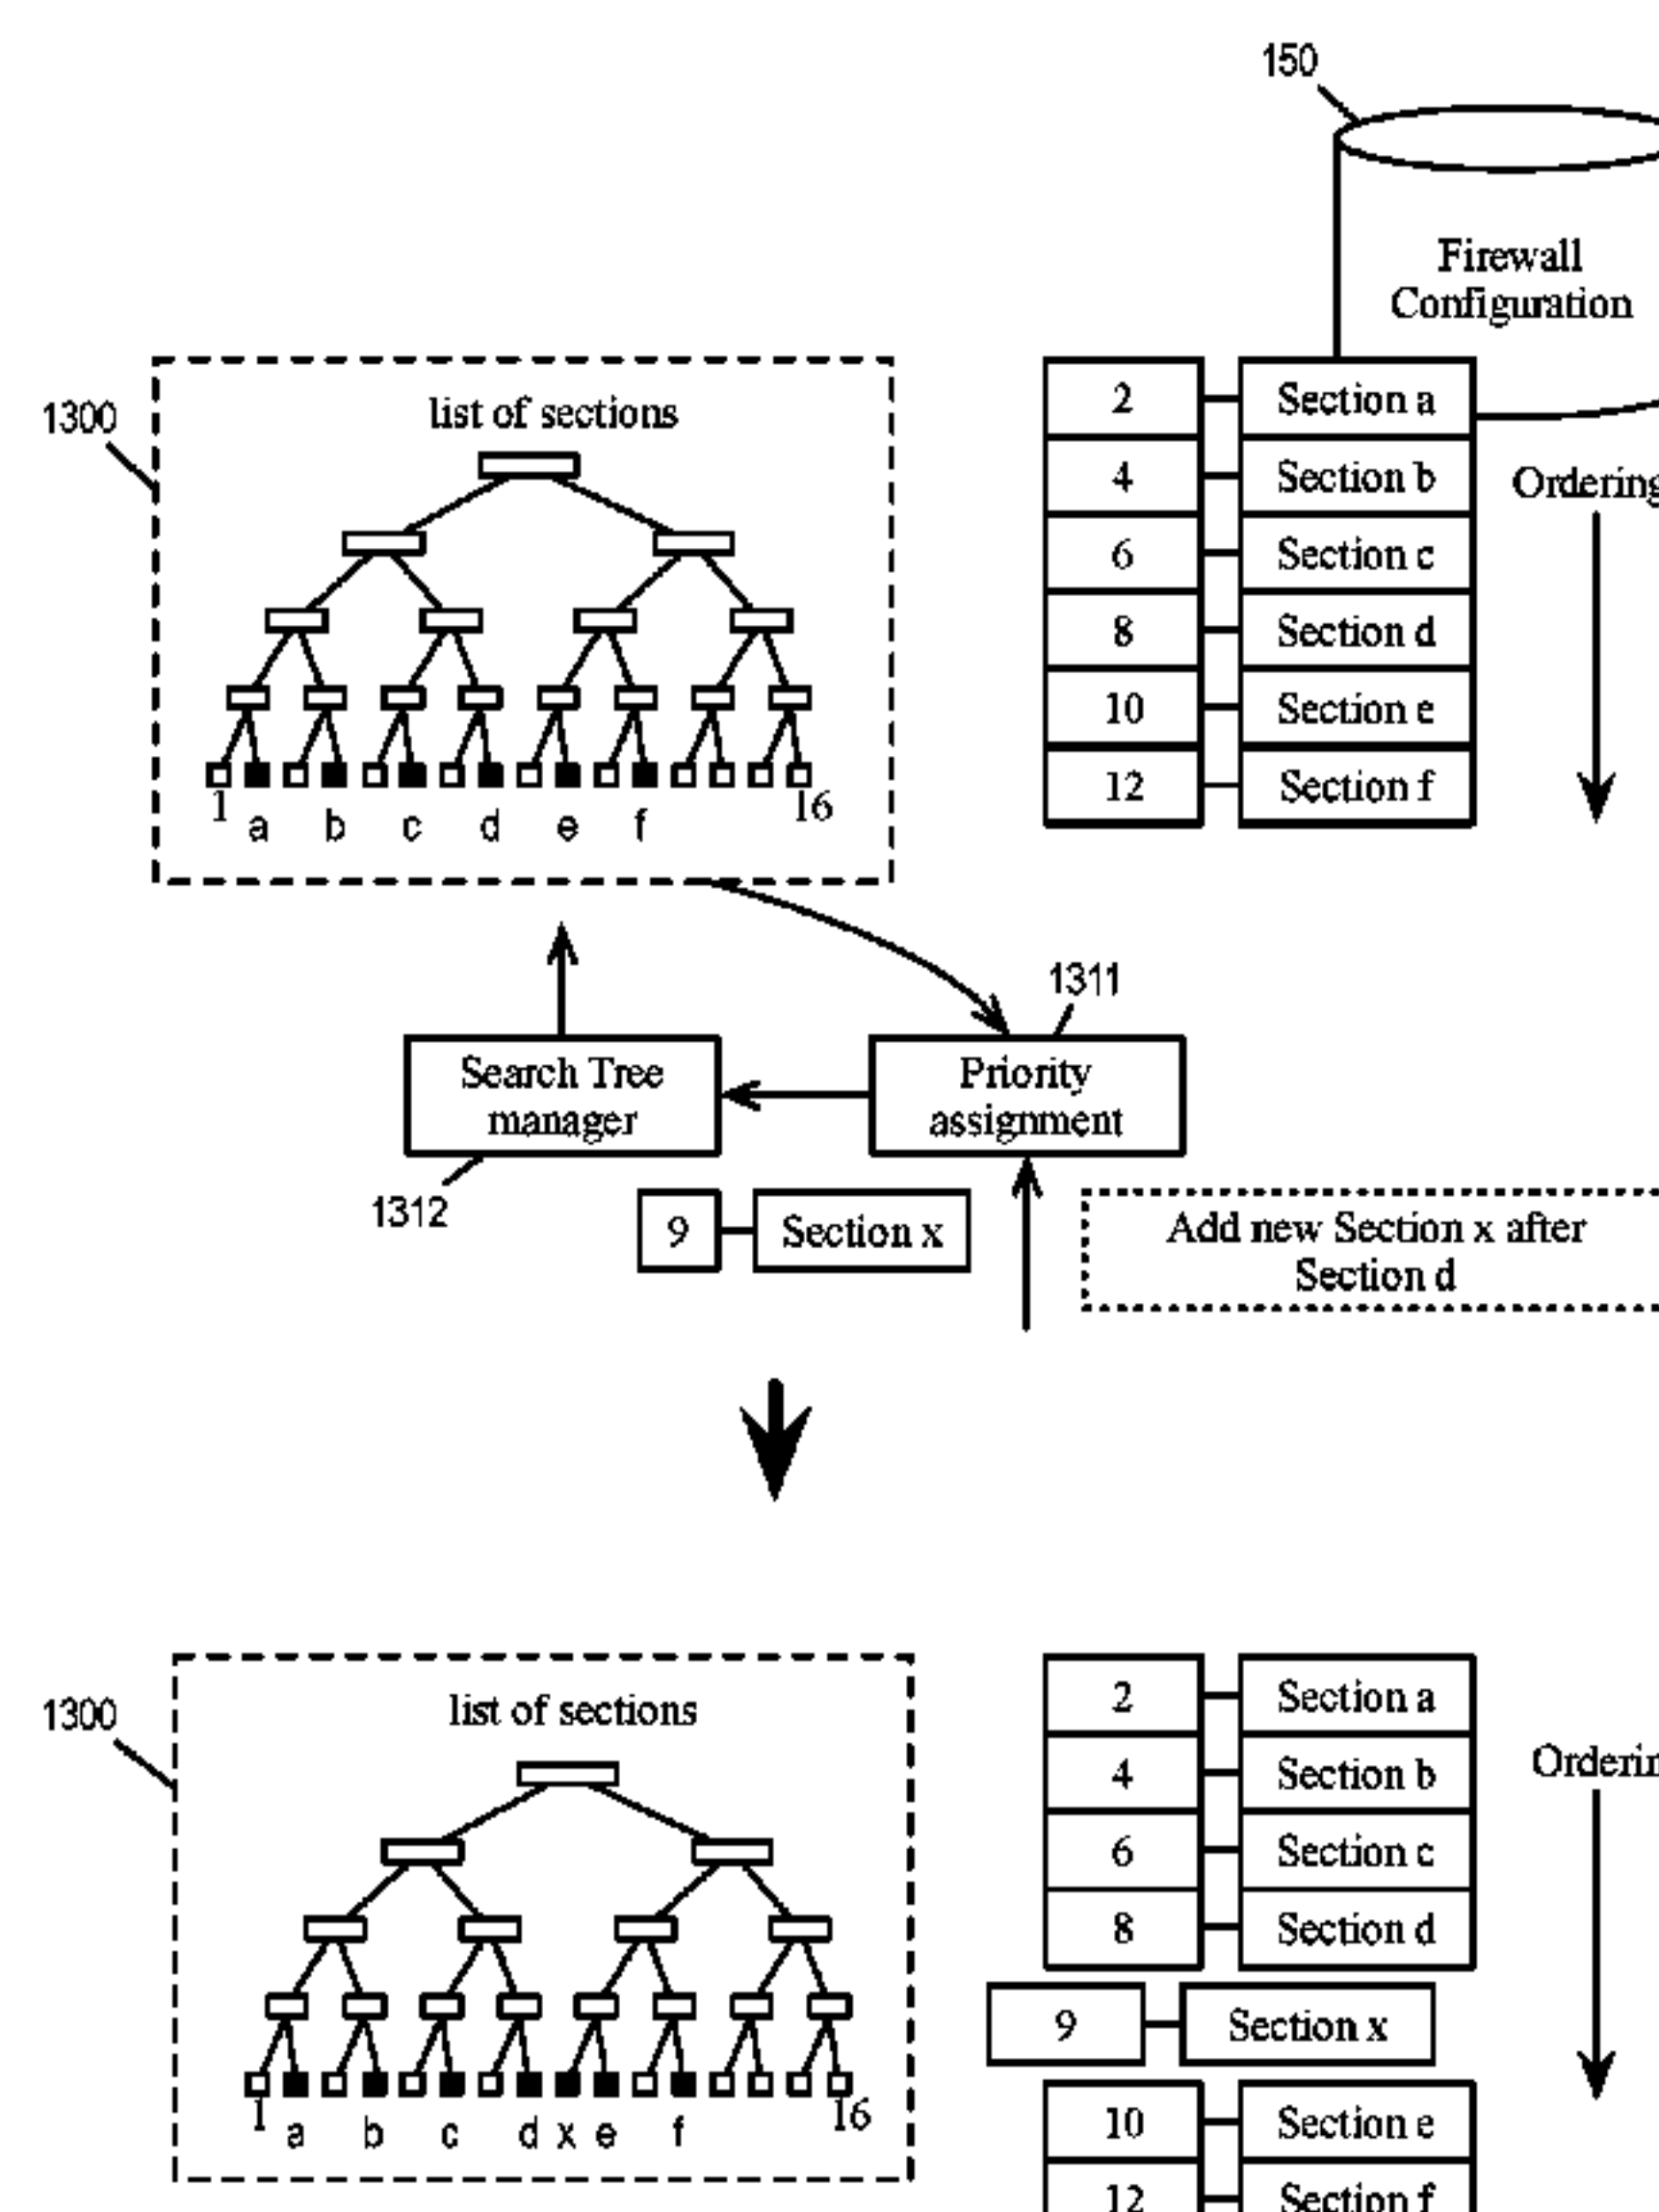 150
Firewall
Configuration
1300
list of sections
1
16
a b c d e f
2 Section a
4 Section b
6 Section c
8 Section d
10 Section e
12 Section f
Ordering
1311
Search Tree
manager
Priority
assignment
1312
9 Section x
Add new Section x after
Section d
1300
list of sections
1
16
a b c d x e f
2 Section a
4 Section b
6 Section c
8 Section d
9 Section x
10 Section e
12 Section f
Orderin